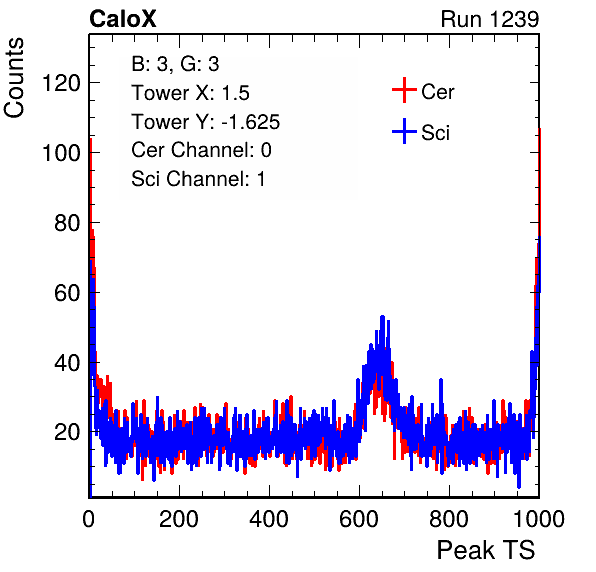 CaloX Run 1239
Counts
B: 3, G: 3
Tower X: 1.5
Tower Y: -1.625
Cer Channel: 0
Sci Channel: 1
Cer
Sci
120
100
80
60
40
20
0 200 400 600 800 1000
Peak TS